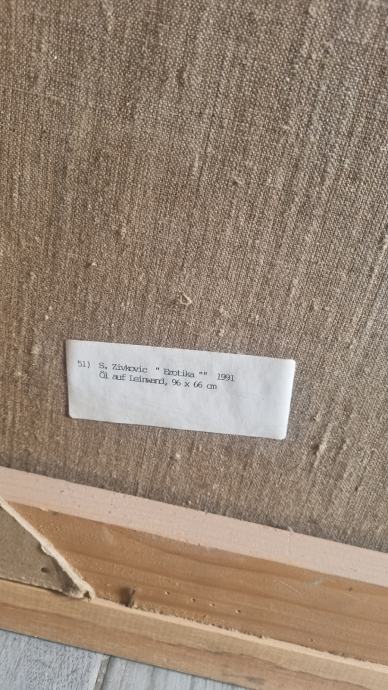 51) S. Zivkovic " Erotika "" 1991
Öl auf Leinwand, 96 x 66 cm